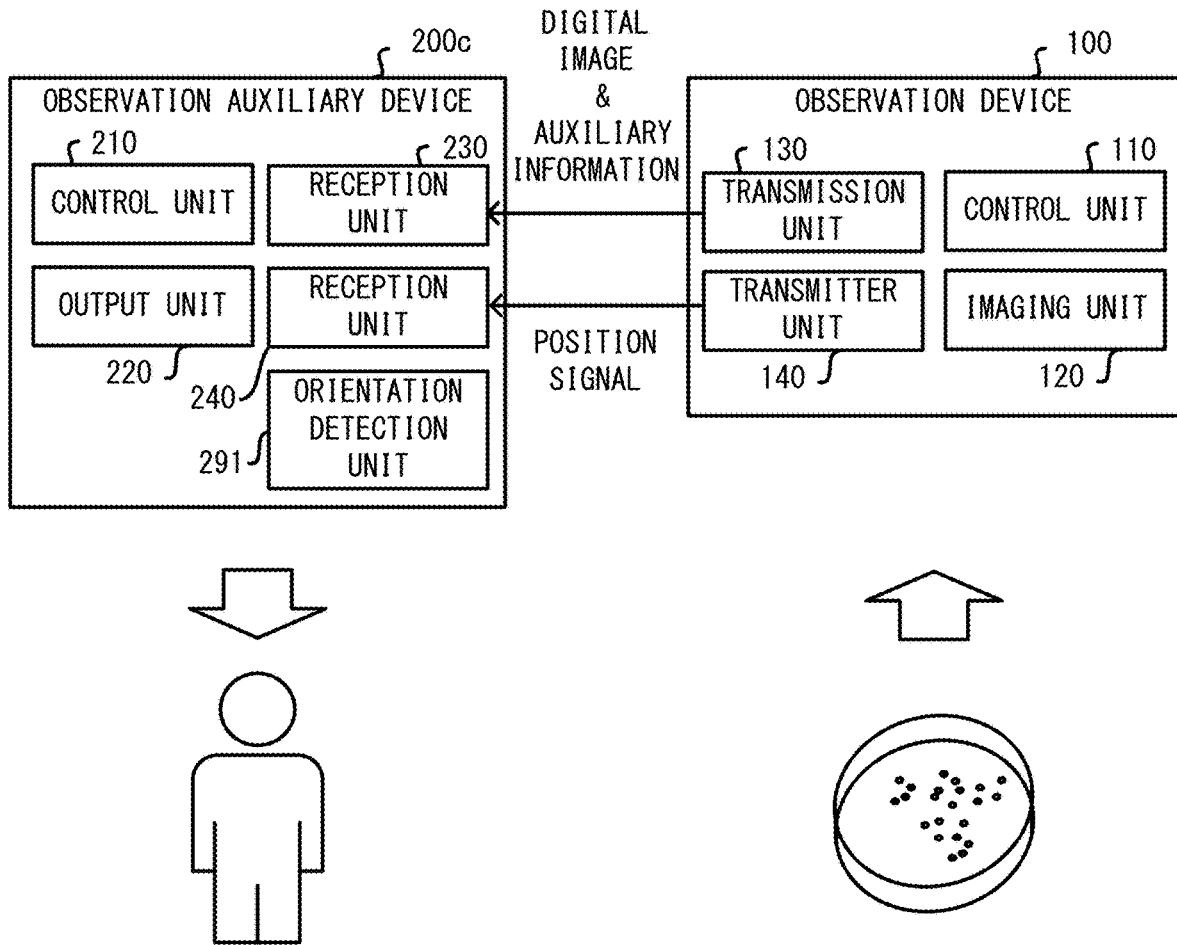 200c
OBSERVATION AUXILIARY DEVICE
210
CONTROL UNIT
230
RECEPTION
UNIT
OUTPUT UNIT
220
RECEPTION
UNIT
240
ORIENTATION
DETECTION
UNIT
291
DIGITAL
IMAGE
&
AUXILIARY
INFORMATION
POSITION
SIGNAL
100
OBSERVATION DEVICE
130
TRANSMISSION
UNIT
110
CONTROL UNIT
TRANSMITTER
UNIT
140
IMAGING UNIT
120